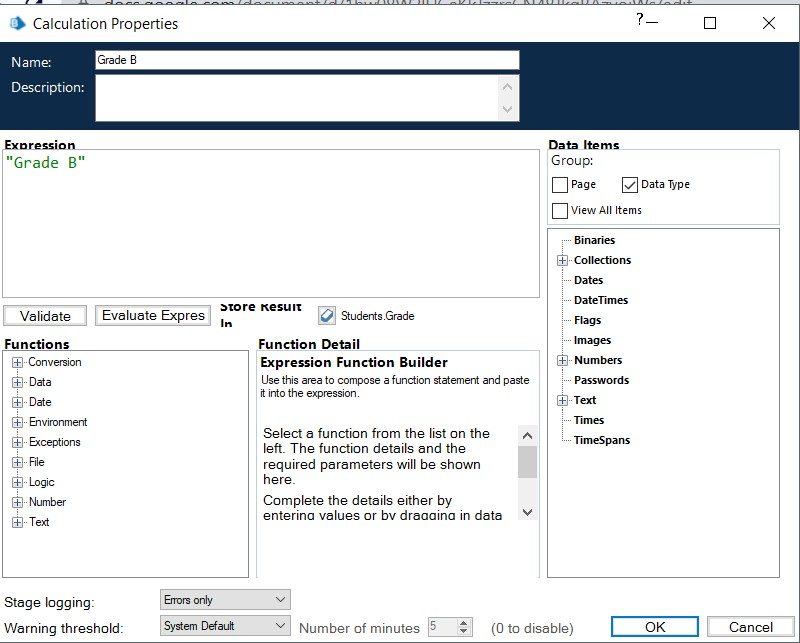 Calculation Properties
?
Name:
Grade B
Description:
Expression
"Grade B"
Data Items
Group:
Page
Data Type
View All Items
Binaries
Collections
Dates
DateTimes
Flags
Images
Numbers
Passwords
Text
Times
TimeSpans
Validate
Evaluate Expres
Store Result
In
Students.Grade
Functions
Conversion
Data
Date
Environment
Exceptions
File
Logic
Number
Text
Function Detail
Expression Function Builder
Use this area to compose a function statement and paste
it into the expression.
Select a function from the list on the
left. The function details and the
required parameters will be shown
here.
Complete the details either by
entering values or by dragging in data
Stage logging:
Errors only
Warning threshold:
System Default
Number of minutes
5
(0 to disable)
OK
Cancel